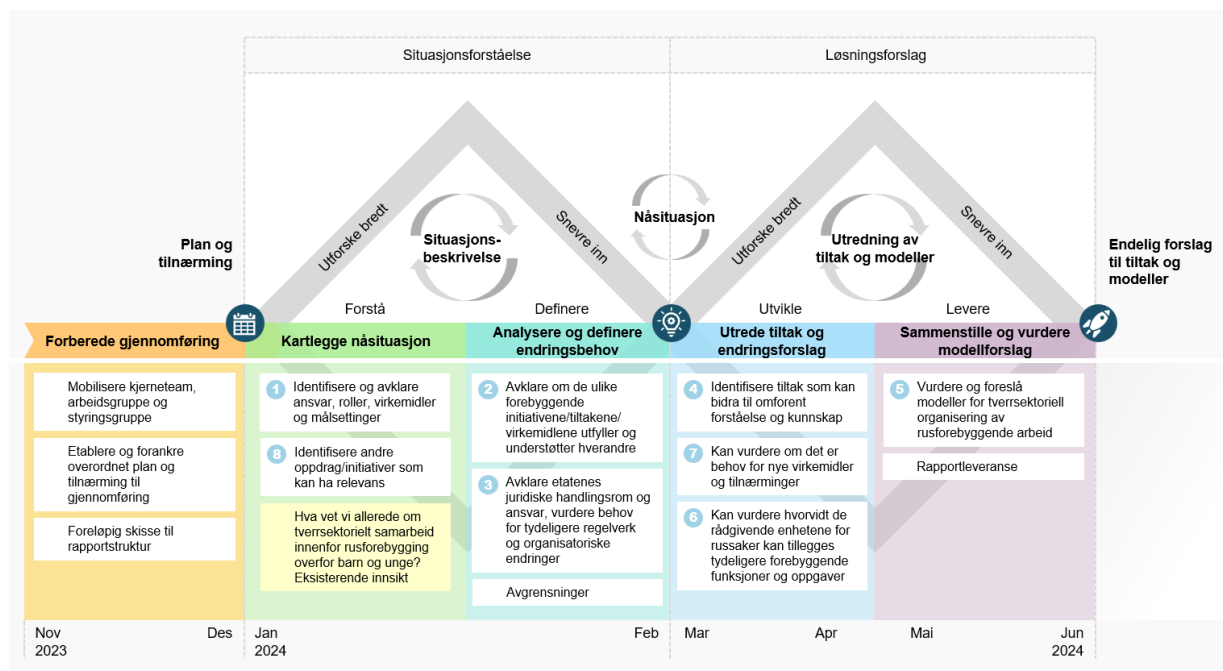 Situasjonsforståelse
Løsningsforslag
Plan og
tilnærming
Utforske bredt
Situasjons-
beskrivelse
Snevre inn
Nåsituasjon
Utforske bredt
Utredning av
tiltak og modeller
Snevre inn
Endelig forslag
til tiltak og
modeller
Forstå
Definere
Utvikle
Levere
Forberede gjennomføring
Kartlegge nåsituasjon
Analysere og definere
endringsbehov
Utrede tiltak og
endringsforslag
Sammenstille og vurdere
modellforslag
Mobilisere kjerneteam,
arbeidsgruppe og
styringsgruppe
Etablere og forankre
overordnet plan og
tilnærming til
gjennomføring
Foreløpig skisse til
rapportstruktur
1
Identifisere og avklare
ansvar, roller, virkemidler
og målsettinger
8
Identifisere andre
oppdrag/initiativer som
kan ha relevans
Hva vet vi allerede om
tverrsektorielt samarbeid
innenfor rusforebygging
overfor barn og unge?
Eksisterende innsikt
2
Avklare om de ulike
forebyggende
initiativene/tiltakene/
virkemidlene utfyller og
understøtter hverandre
3
Avklare etatenes
juridiske handlingsrom og
ansvar, vurdere behov
for tydeligere regelverk
og organisatoriske
endringer
Avgrensninger
4
Identifisere tiltak som kan
bidra til omforent
forståelse og kunnskap
7
Kan vurdere om det er
behov for nye virkemidler
og tilnærminger
6
Kan vurdere hvorvidt de
rådgivende enhetene for
russaker kan tillegges
tydeligere forebyggende
funksjoner og oppgaver
5
Vurdere og foreslå
modeller for tverrsektoriell
organisering av
rusforebyggende arbeid
Rapportleveranse
Nov
2023
Des
Jan
2024
Feb
Mar
Apr
Mai
Jun
2024